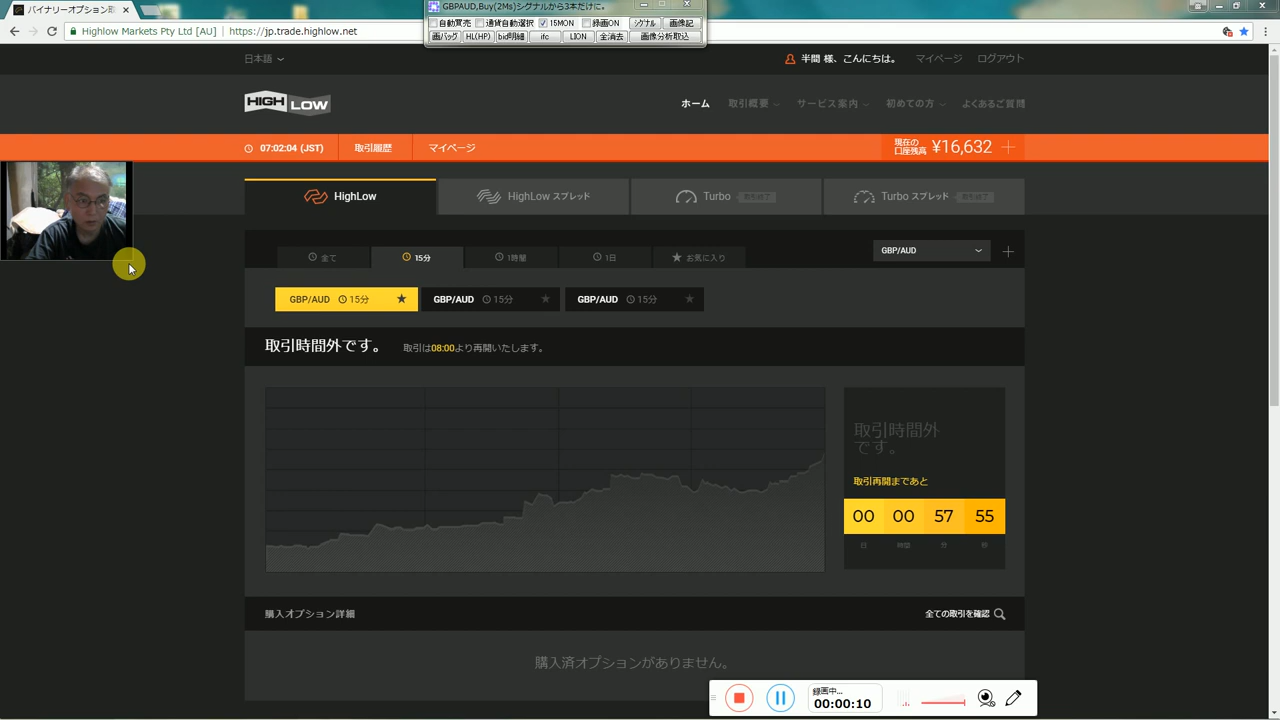 バイナリーオプション取
GBPAUD,Buy(2Ms)シグナルから3本だけに。
自動売売 通貨自動選択 15MON 録画ON シグナル 画像記
画バッグ HL(HP) bid明細 ifc LION 全消去 画像分析取込
Highlow Markets Pty Ltd [AU] https://jp.trade.highlow.net
日本語 半間 様、こんにちは。 マイページ ログアウト
HIGH LOW ホーム 取引概要 サービス案内 初めての方 よくあるご質問
07:02:04 (JST) 取引履歴 マイページ 現在の口座残高 ¥16,632
HighLow HighLow スプレッド Turbo Turbo スプレッド
全て 15分 1時間 1日 お気に入り GBP/AUD
GBP/AUD 15分 GBP/AUD 15分 GBP/AUD 15分
取引時間外です。 取引は08:00より再開いたします。
取引時間外
です。
取引再開まであと
00 00 57 55
日 時間 分 秒
購入オプション詳細 全ての取引を確認
購入済オプションがありません。
録画中...
00:00:10